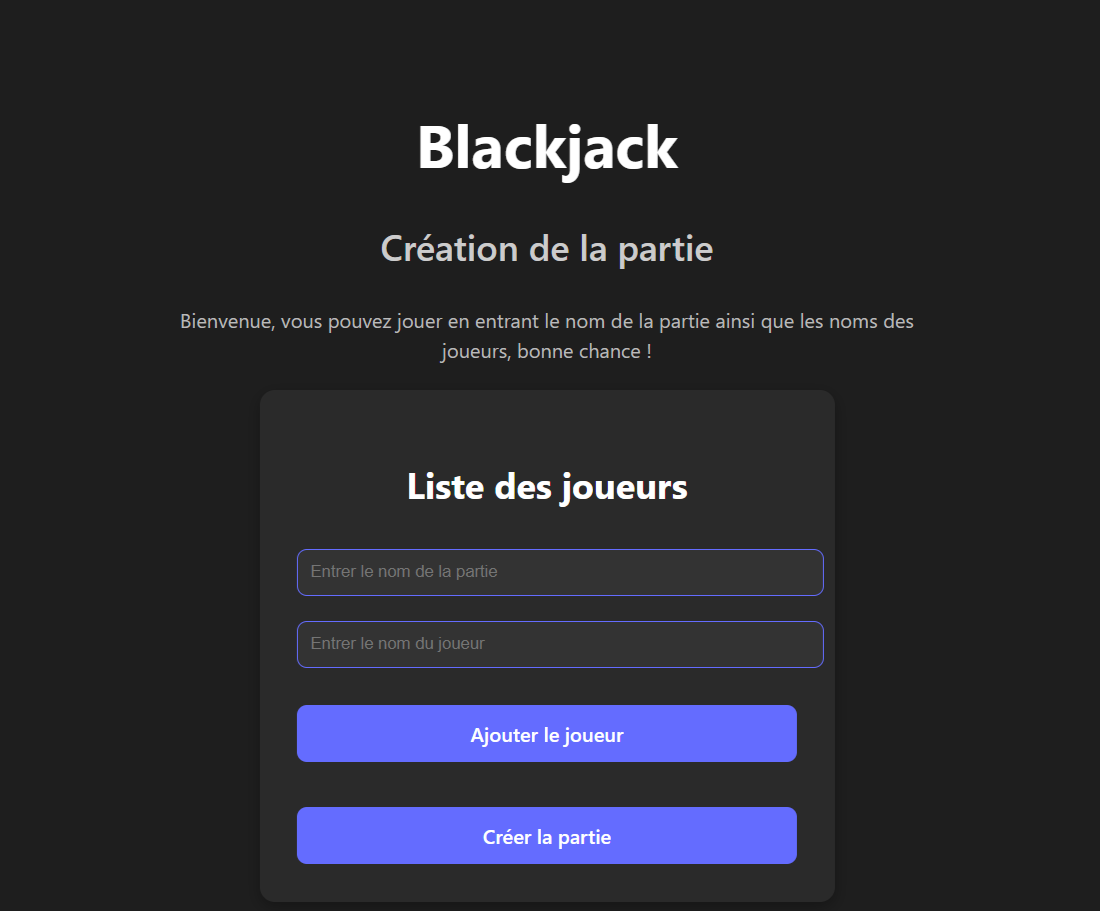 Blackjack
Création de la partie
Bienvenue, vous pouvez jouer en entrant le nom de la partie ainsi que les noms des
joueurs, bonne chance !
Liste des joueurs
Entrer le nom de la partie
Entrer le nom du joueur
Ajouter le joueur
Créer la partie